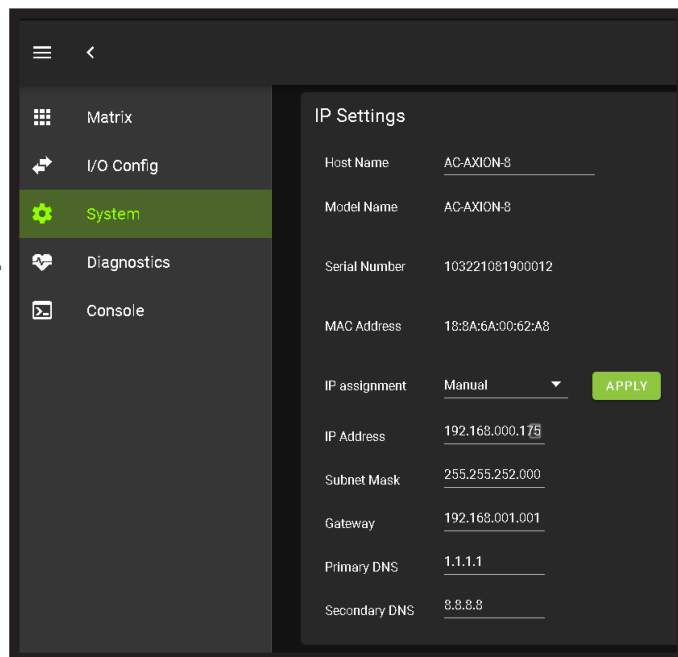 Matrix
I/O Config
System
Diagnostics
Console
IP Settings
Host Name AC-AXION-8
Model Name AC-AXION-8
Serial Number 103221081900012
MAC Address 18:8A:6A:00:62:A8
IP assignment Manual APPLY
IP Address 192.168.000.175
Subnet Mask 255.255.252.000
Gateway 192.168.001.001
Primary DNS 1.1.1.1
Secondary DNS 8.8.8.8